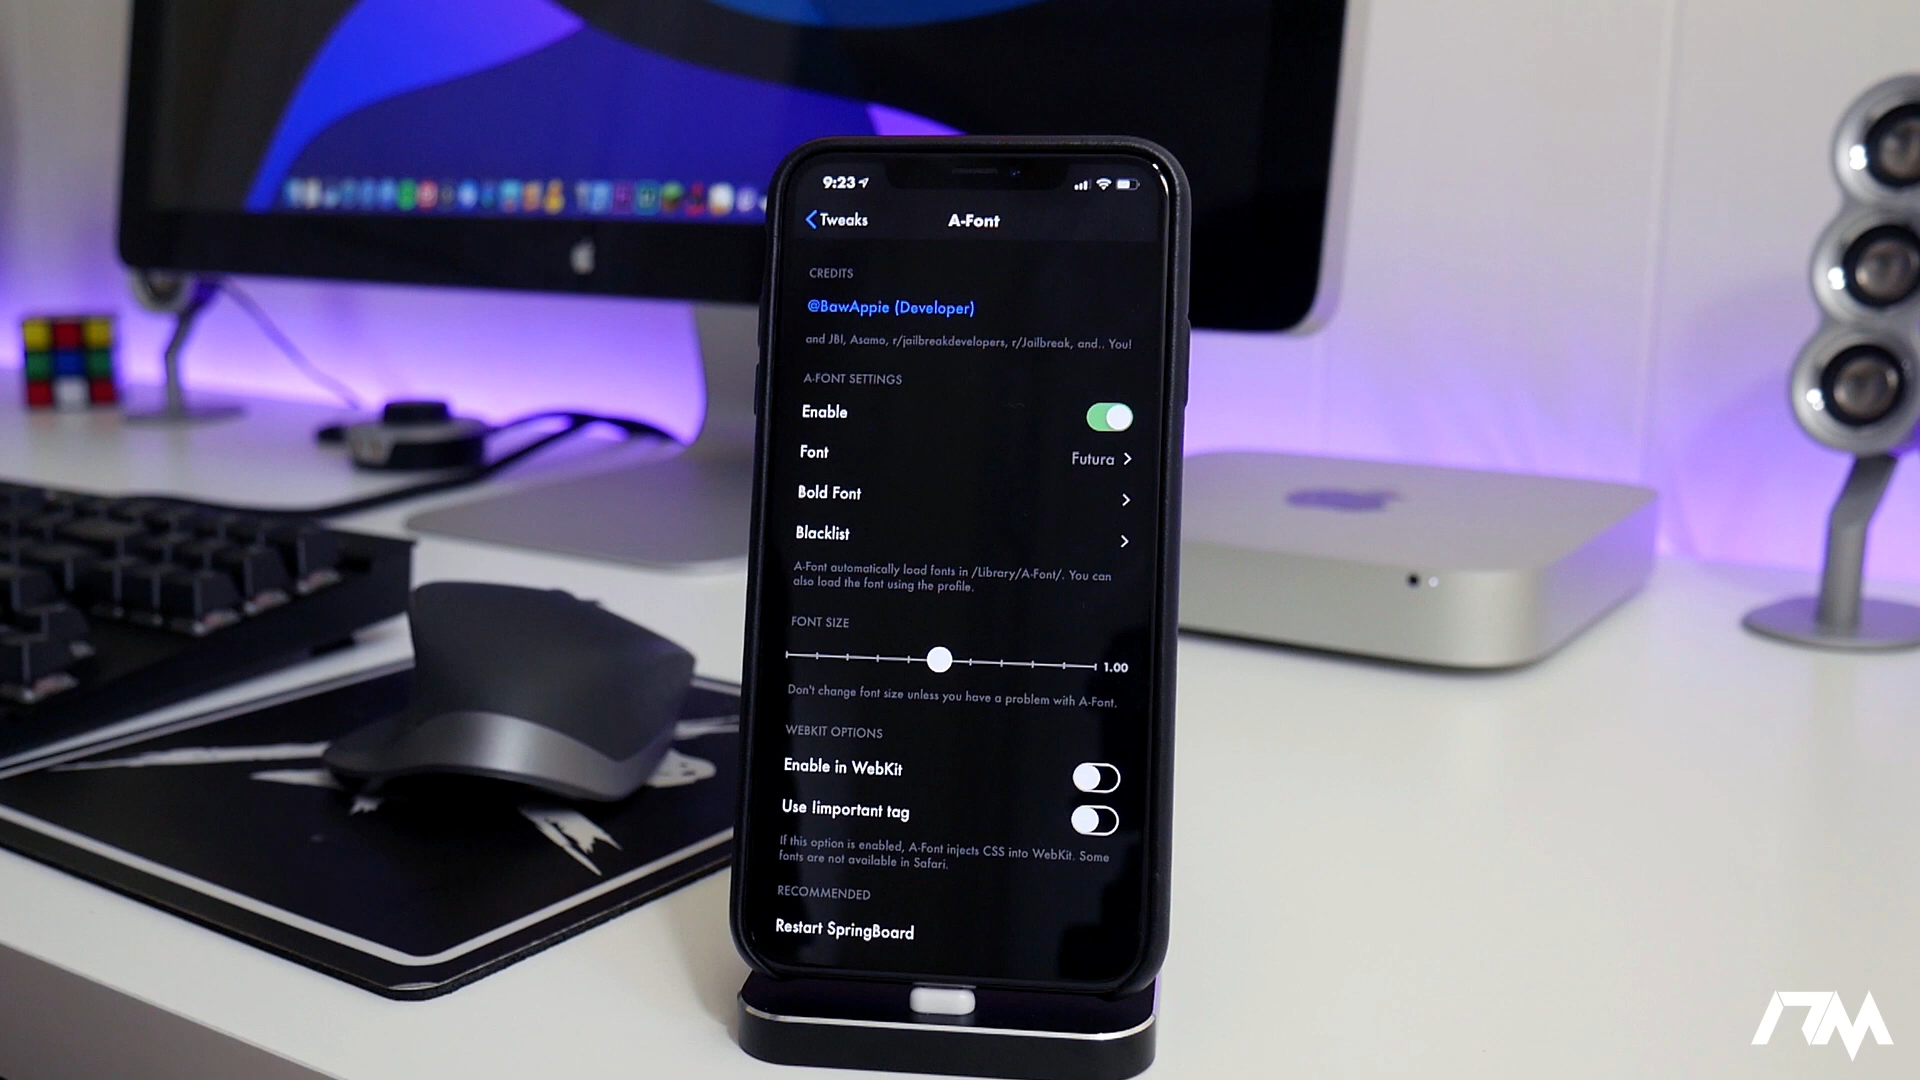 9:23
Tweaks
A-Font
CREDITS
@BawAppie (Developer)
and JBI, Asamo, r/jailbreakdevelopers, r/Jailbreak, and.. You!
A-FONT SETTINGS
Enable
Font Futura
Bold Font
Blacklist
A-Font automatically load fonts in /Library/A-Font/. You can
also load the font using the profile.
FONT SIZE
1.00
Don't change font size unless you have a problem with A-Font.
WEBKIT OPTIONS
Enable in WebKit
Use !important tag
If this option is enabled, A-Font injects CSS into WebKit. Some
fonts are not available in Safari.
RECOMMENDED
Restart SpringBoard